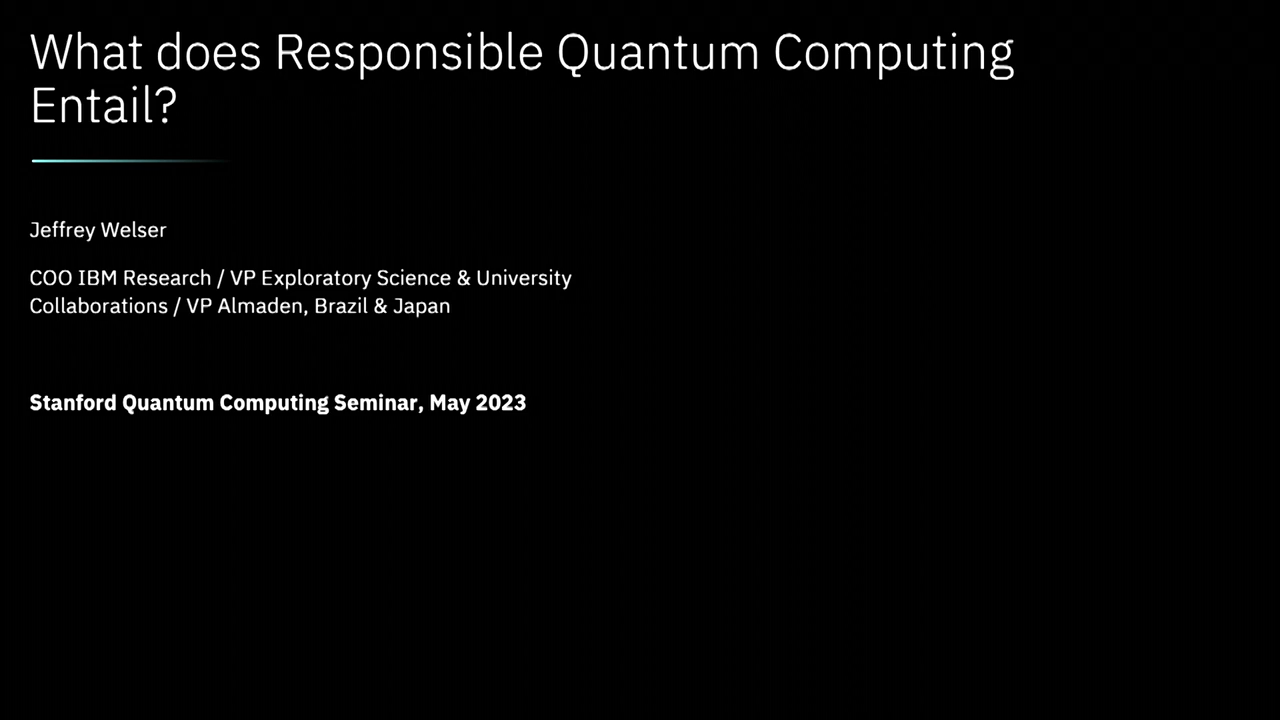 What does Responsible Quantum Computing
Entail?
Jeffrey Welser
COO IBM Research / VP Exploratory Science & University
Collaborations / VP Almaden, Brazil & Japan
Stanford Quantum Computing Seminar, May 2023